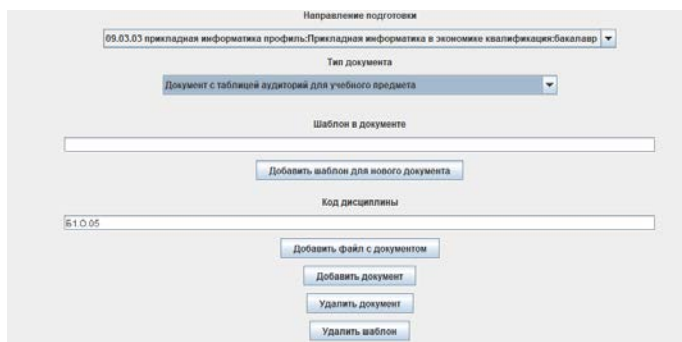 Направление подготовки
09.03.03 прикладная информатика профиль:Прикладная информатика в экономике квалификация:бакалавр
Тип документа
Документ с таблицей аудиторий для учебного предмета
Шаблон в документе
Добавить шаблон для нового документа
Код дисциплины
Б1.О.05
Добавить файл с документом
Добавить документ
Удалить документ
Удалить шаблон